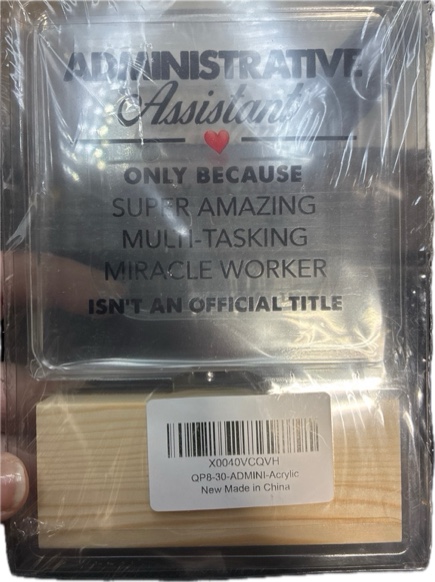 ADMINISTRATIVE
Assistant
ONLY BECAUSE
SUPER AMAZING
MULTI-TASKING
MIRACLE WORKER
ISN'T AN OFFICIAL TITLE
X0040VCQVH
QP8-30-ADMINI-Acrylic
New Made in China